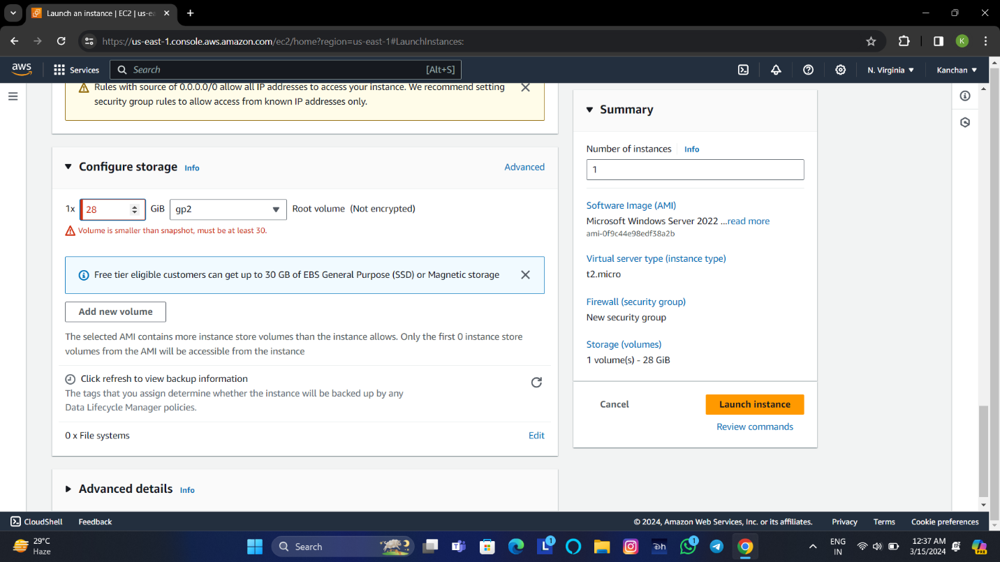 Launch an instance | EC2 | us-ea
https://us-east-1.console.aws.amazon.com/ec2/home?region=us-east-1#LaunchInstances:
K
aws
Services
Search
[Alt+S]
N. Virginia
Kanchan
Rules with source of 0.0.0.0/0 allow all IP addresses to access your instance. We recommend setting
security group rules to allow access from known IP addresses only.
Configure storage
Info
Advanced
1x
28
GiB
gp2
Root volume (Not encrypted)
Volume is smaller than snapshot, must be at least 30.
Free tier eligible customers can get up to 30 GB of EBS General Purpose (SSD) or Magnetic storage
Add new volume
The selected AMI contains more instance store volumes than the instance allows. Only the first 0 instance store
volumes from the AMI will be accessible from the instance
Click refresh to view backup information
The tags that you assign determine whether the instance will be backed up by any
Data Lifecycle Manager policies.
0 x File systems
Edit
Advanced details
Info
Summary
Number of instances
Info
1
Software Image (AMI)
Microsoft Windows Server 2022 ...read more
ami-0f9c44e98edf38a2b
Virtual server type (instance type)
t2.micro
Firewall (security group)
New security group
Storage (volumes)
1 volume(s) - 28 GiB
Cancel
Launch instance
Review commands
CloudShell
Feedback
© 2024, Amazon Web Services, Inc. or its affiliates.
Privacy
Terms
Cookie preferences
29°C
Haze
Search
L
1
Dh
1
ENG
IN
12:37 AM
3/15/2024
PRE